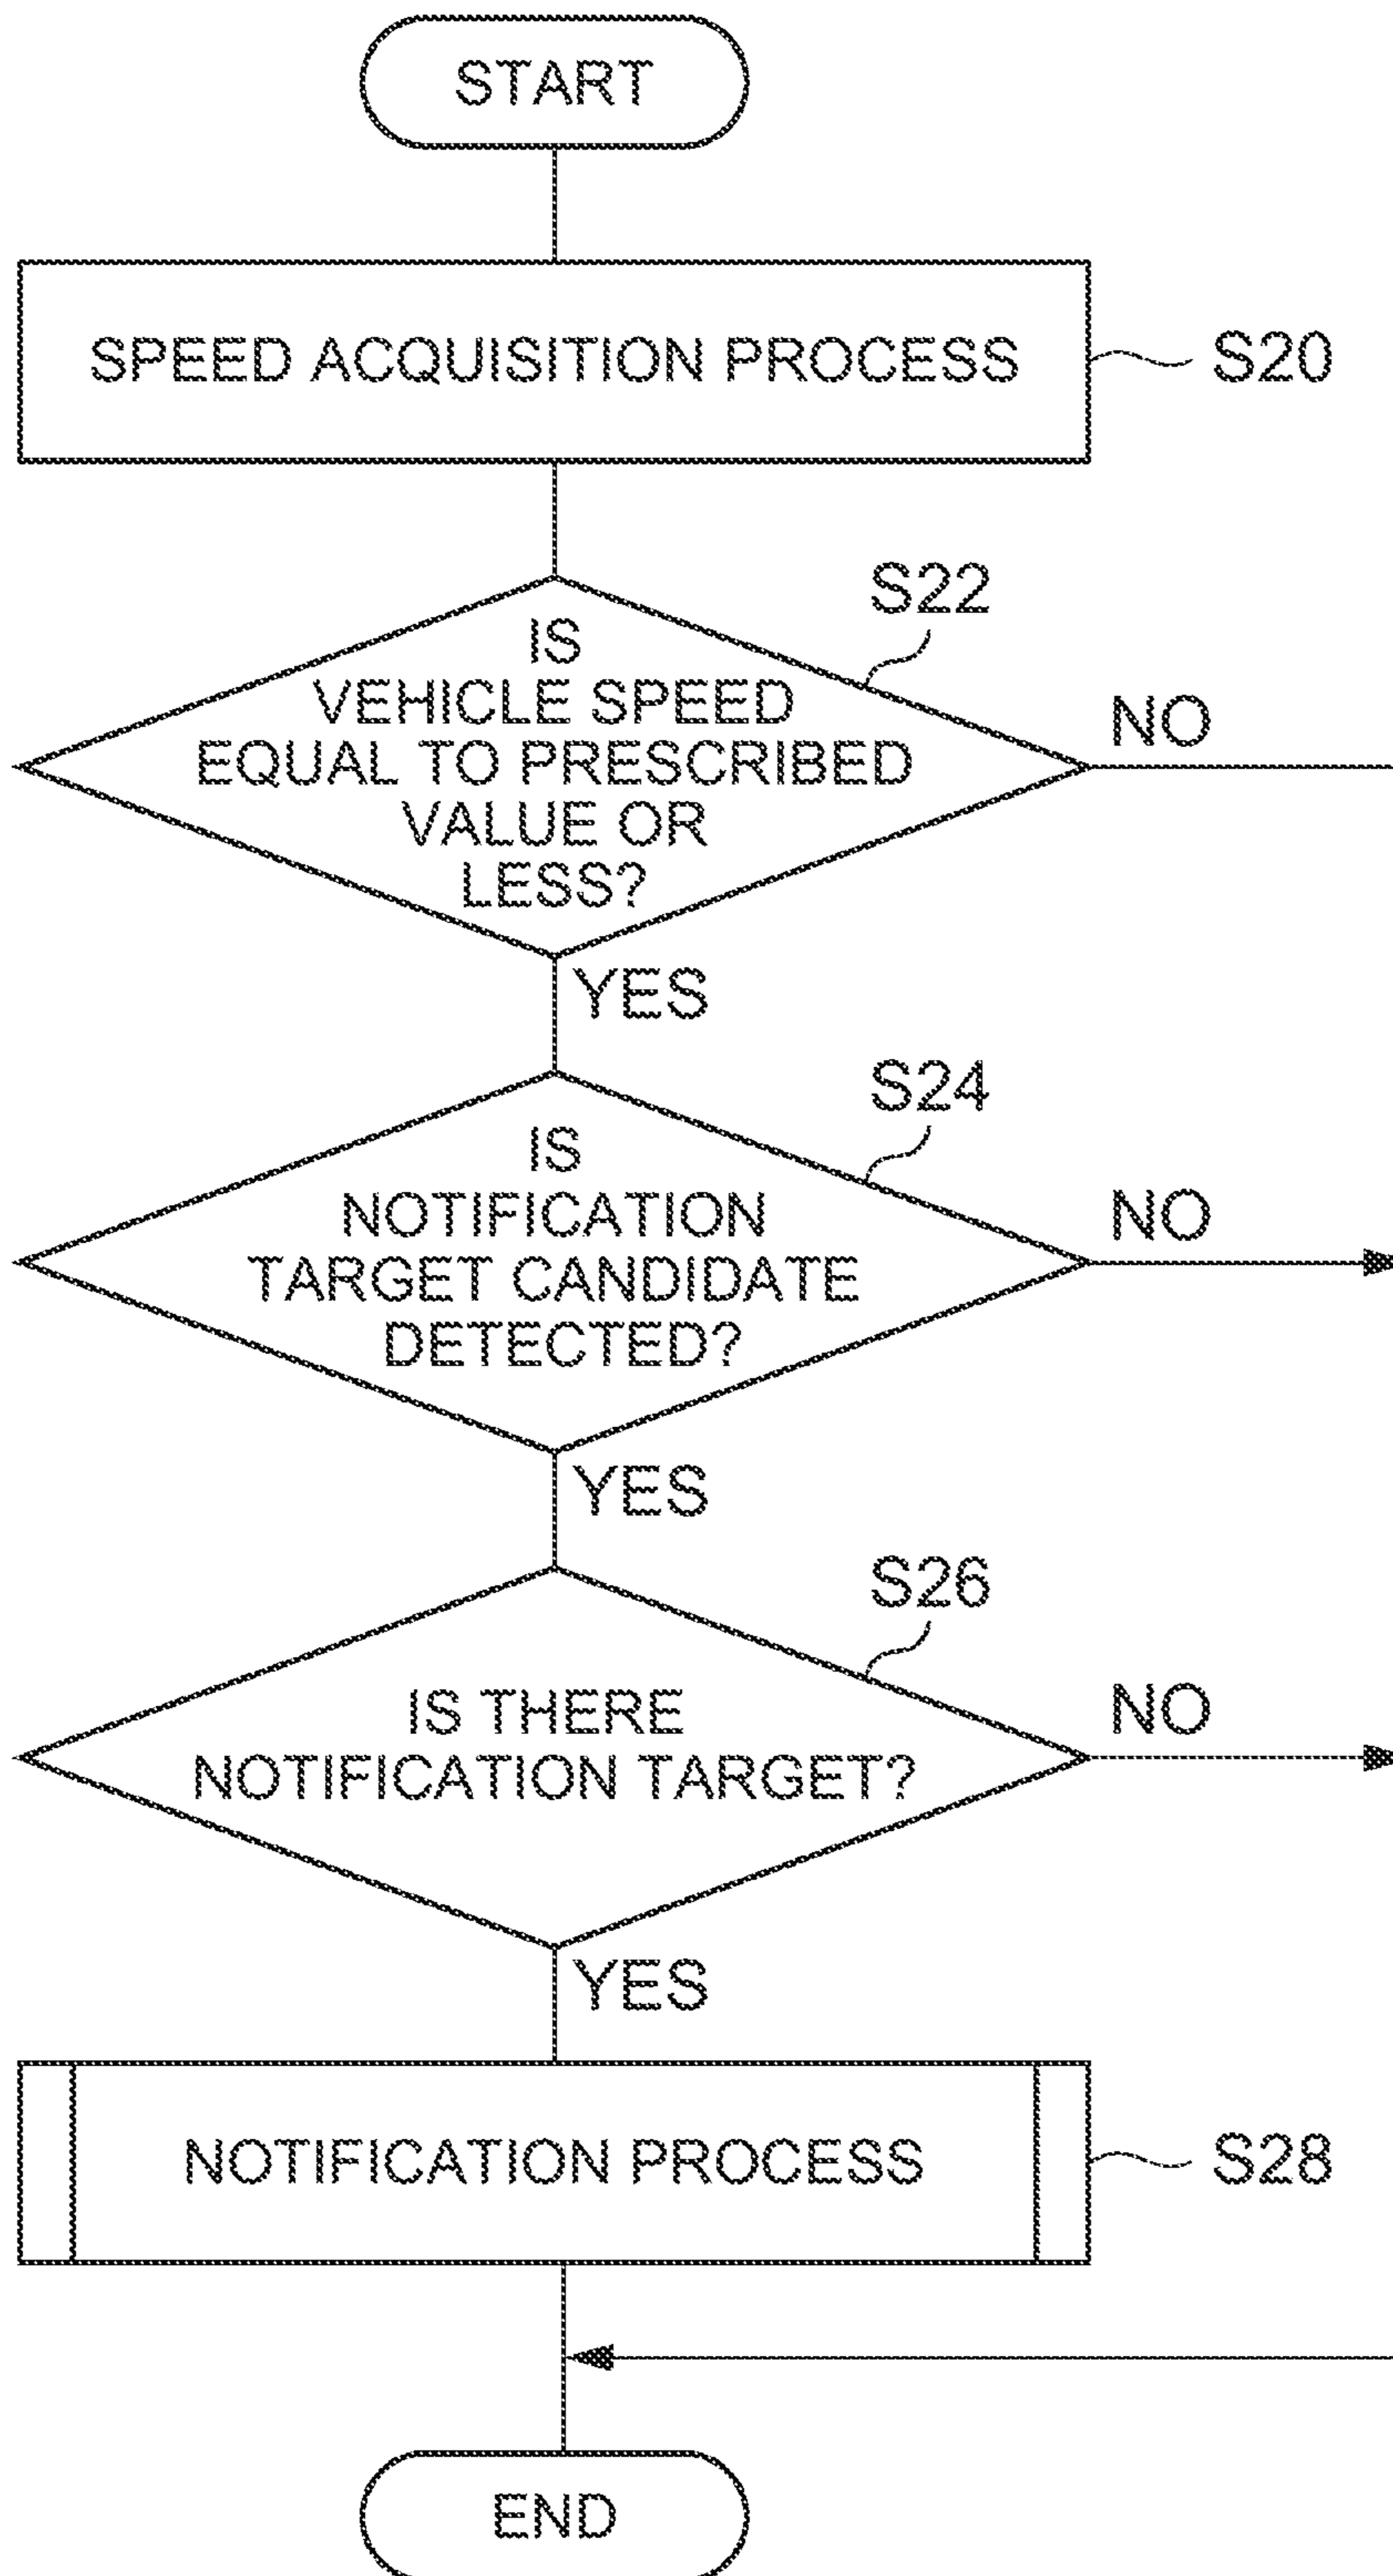 START
SPEED ACQUISITION PROCESS
S20
S22
IS
VEHICLE SPEED
EQUAL TO PRESCRIBED
VALUE OR
LESS?
NO
YES
S24
IS
NOTIFICATION
TARGET CANDIDATE
DETECTED?
NO
YES
S26
IS THERE
NOTIFICATION TARGET?
NO
YES
NOTIFICATION PROCESS
S28
END